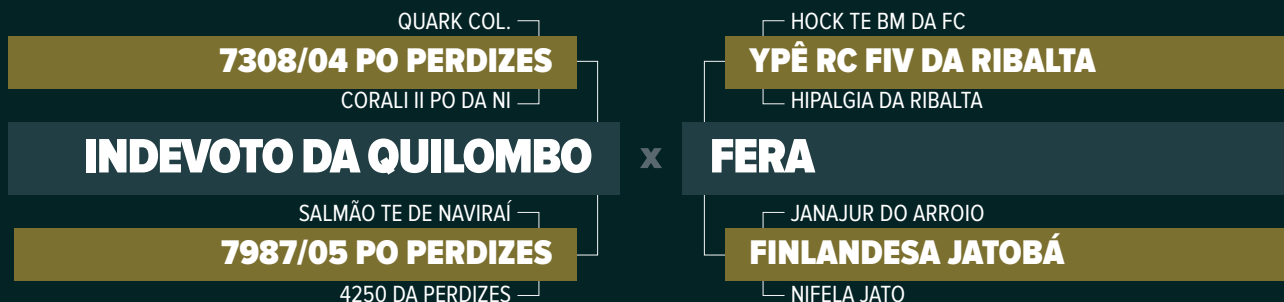 QUARK COL.
HOCK TE BM DA FC
7308/04 PO PERDIZES
YPÊ RC FIV DA RIBALTA
CORALI II PO DA NI
HIPALGIA DA RIBALTA
INDEVOTO DA QUILOMBO x FERA
SALMÃO TE DE NAVIRAÍ
JANAJUR DO ARROIO
7987/05 PO PERDIZES
FINLANDESA JATOBÁ
4250 DA PERDIZES
NIFELA JATO